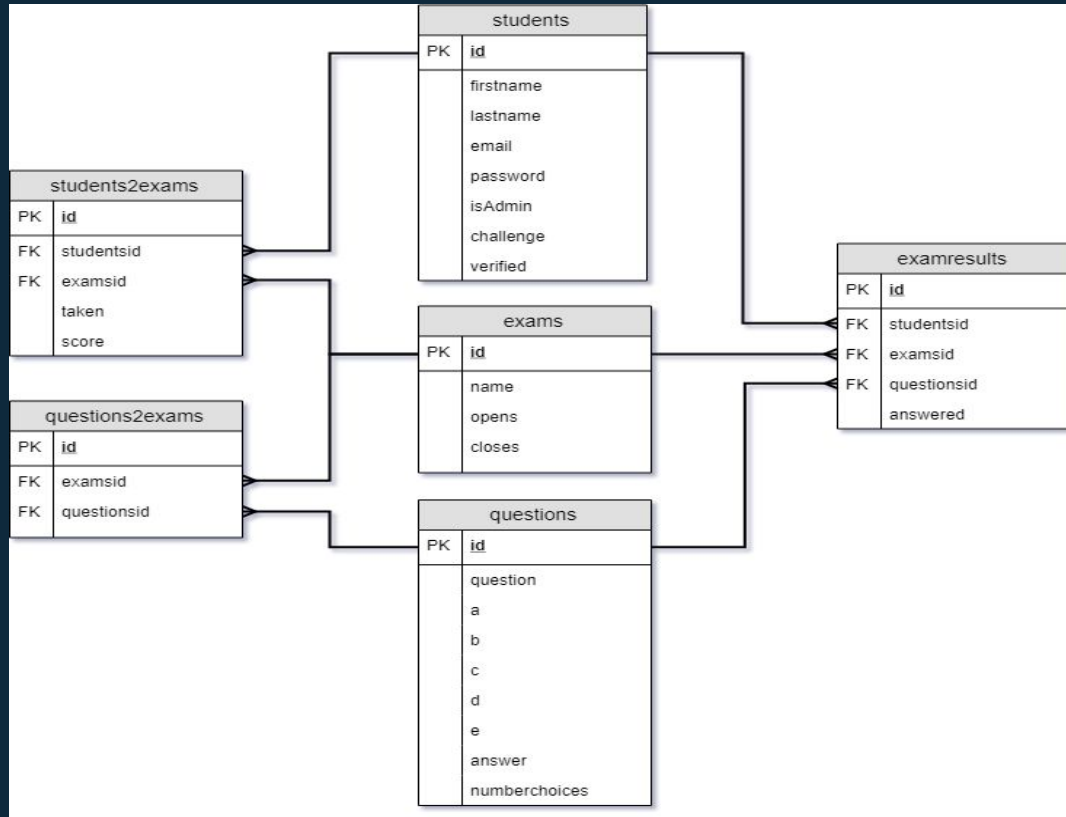 students
PK id
firstname
lastname
email
password
isAdmin
challenge
verified
students2exams
PK id
FK studentsid
FK examsid
taken
score
exams
PK id
name
opens
closes
examresults
PK id
FK studentsid
FK examsid
FK questionsid
answered
questions2exams
PK id
FK examsid
FK questionsid
questions
PK id
question
a
b
c
d
e
answer
numberchoices